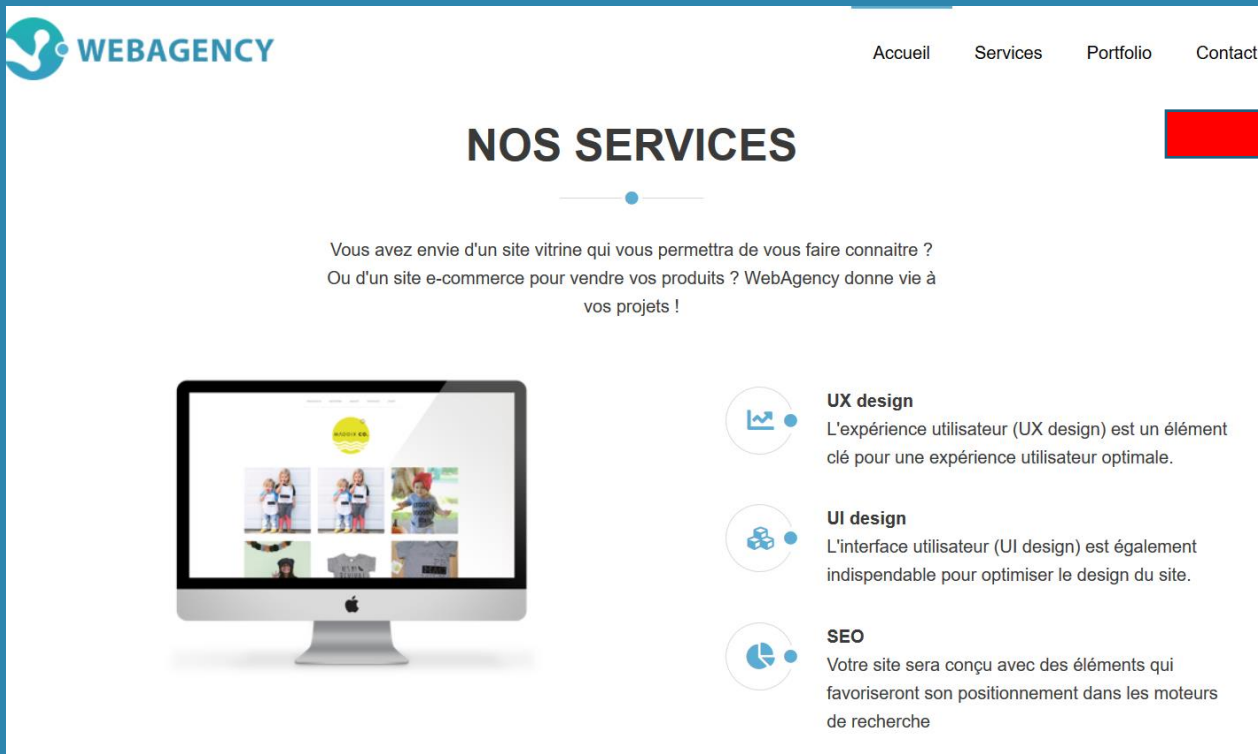 WEBAGENCY
Accueil Services Portfolio Contact
NOS SERVICES
Vous avez envie d'un site vitrine qui vous permettra de vous faire connaitre ?
Ou d'un site e-commerce pour vendre vos produits ? WebAgency donne vie à
vos projets !
UX design
L'expérience utilisateur (UX design) est un élément
clé pour une expérience utilisateur optimale.
UI design
L'interface utilisateur (UI design) est également
indispendable pour optimiser le design du site.
SEO
Votre site sera conçu avec des éléments qui
favoriseront son positionnement dans les moteurs
de recherche